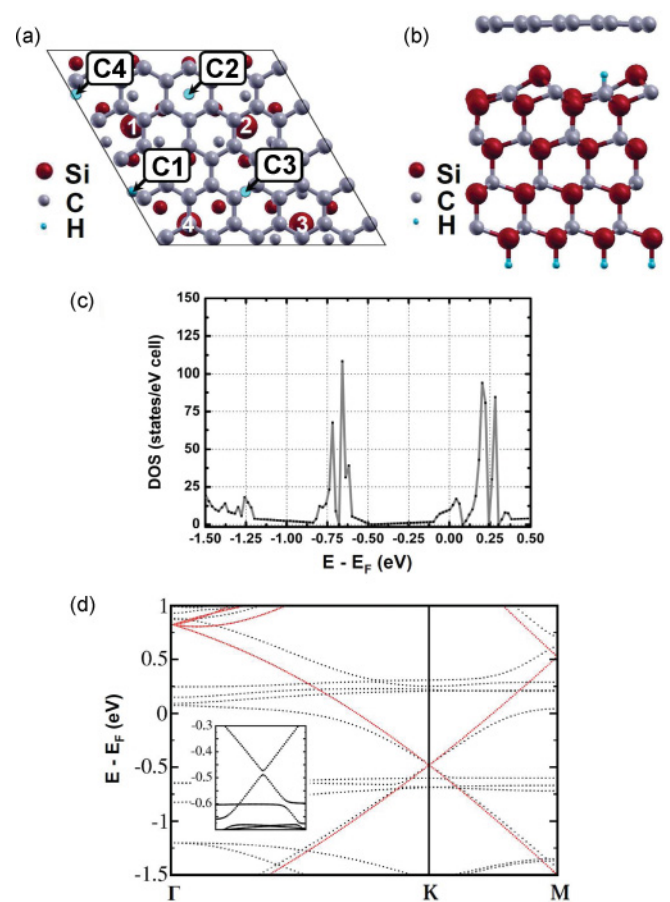 (a)
C4
C2
1
2
C1
C3
4
3
Si
C
H
(b)
Si
C
H
(c)
DOS (states/eV cell)
150
125
100
75
50
25
0
-1.50 -1.25 -1.00 -0.75 -0.50 -0.25 0.00 0.25 0.50
E - E_F (eV)
(d)
E - E_F (eV)
1
0.5
0
-0.5
-1
-1.5
-0.3
-0.4
-0.5
-0.6
Γ K M